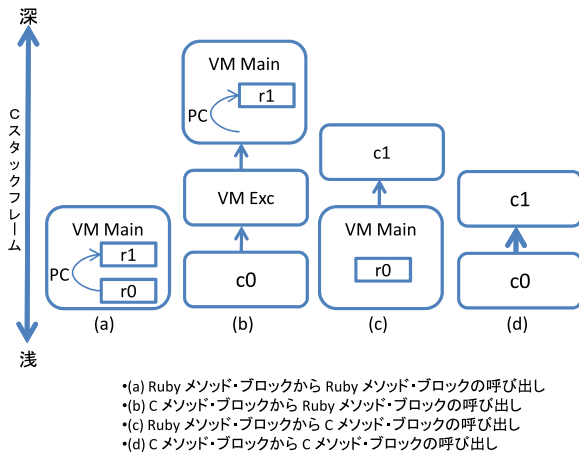 深
Cスタックフレーム
浅
VM Main
r1
PC
r0
(a)
VM Main
r1
PC
VM Exc
c0
(b)
c1
VM Main
r0
(c)
c1
c0
(d)
•(a) Ruby メソッド・ブロックから Ruby メソッド・ブロックの呼び出し
•(b) C メソッド・ブロックから Ruby メソッド・ブロックの呼び出し
•(c) Ruby メソッド・ブロックから C メソッド・ブロックの呼び出し
•(d) C メソッド・ブロックから C メソッド・ブロックの呼び出し